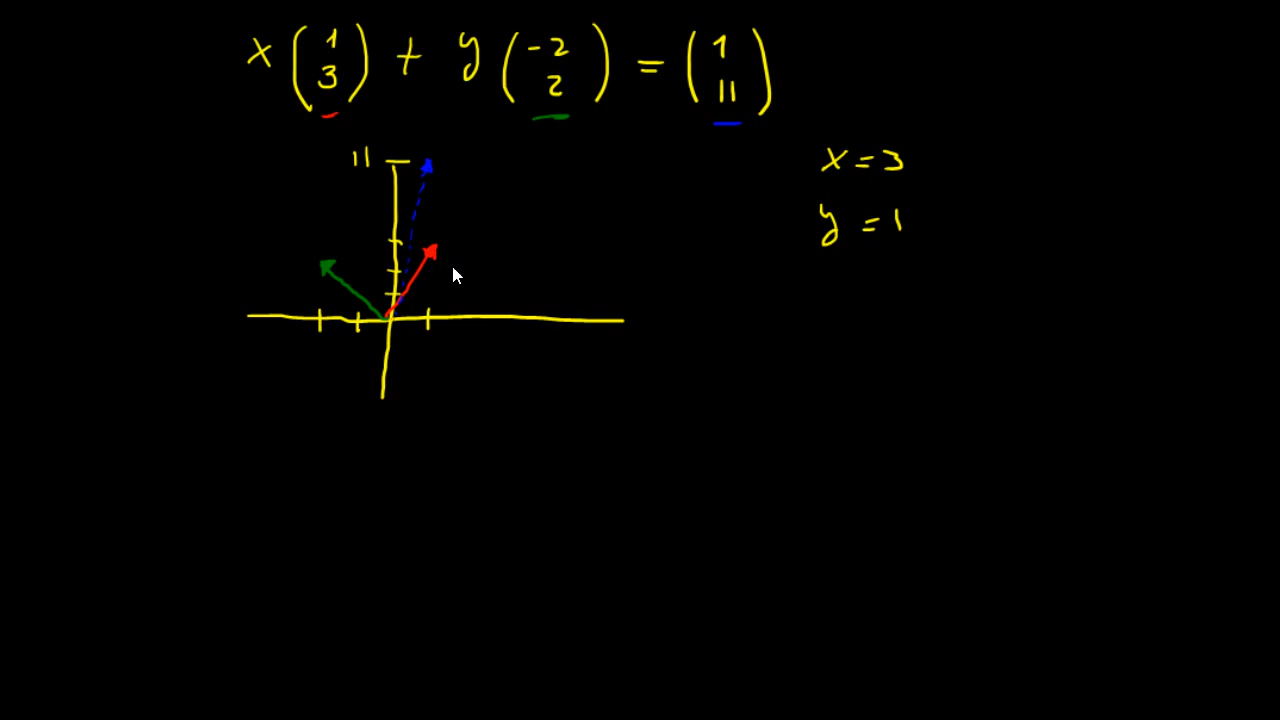 x (1 3) + y (-2 2) = (1 11)
11
x = 3
y = 1